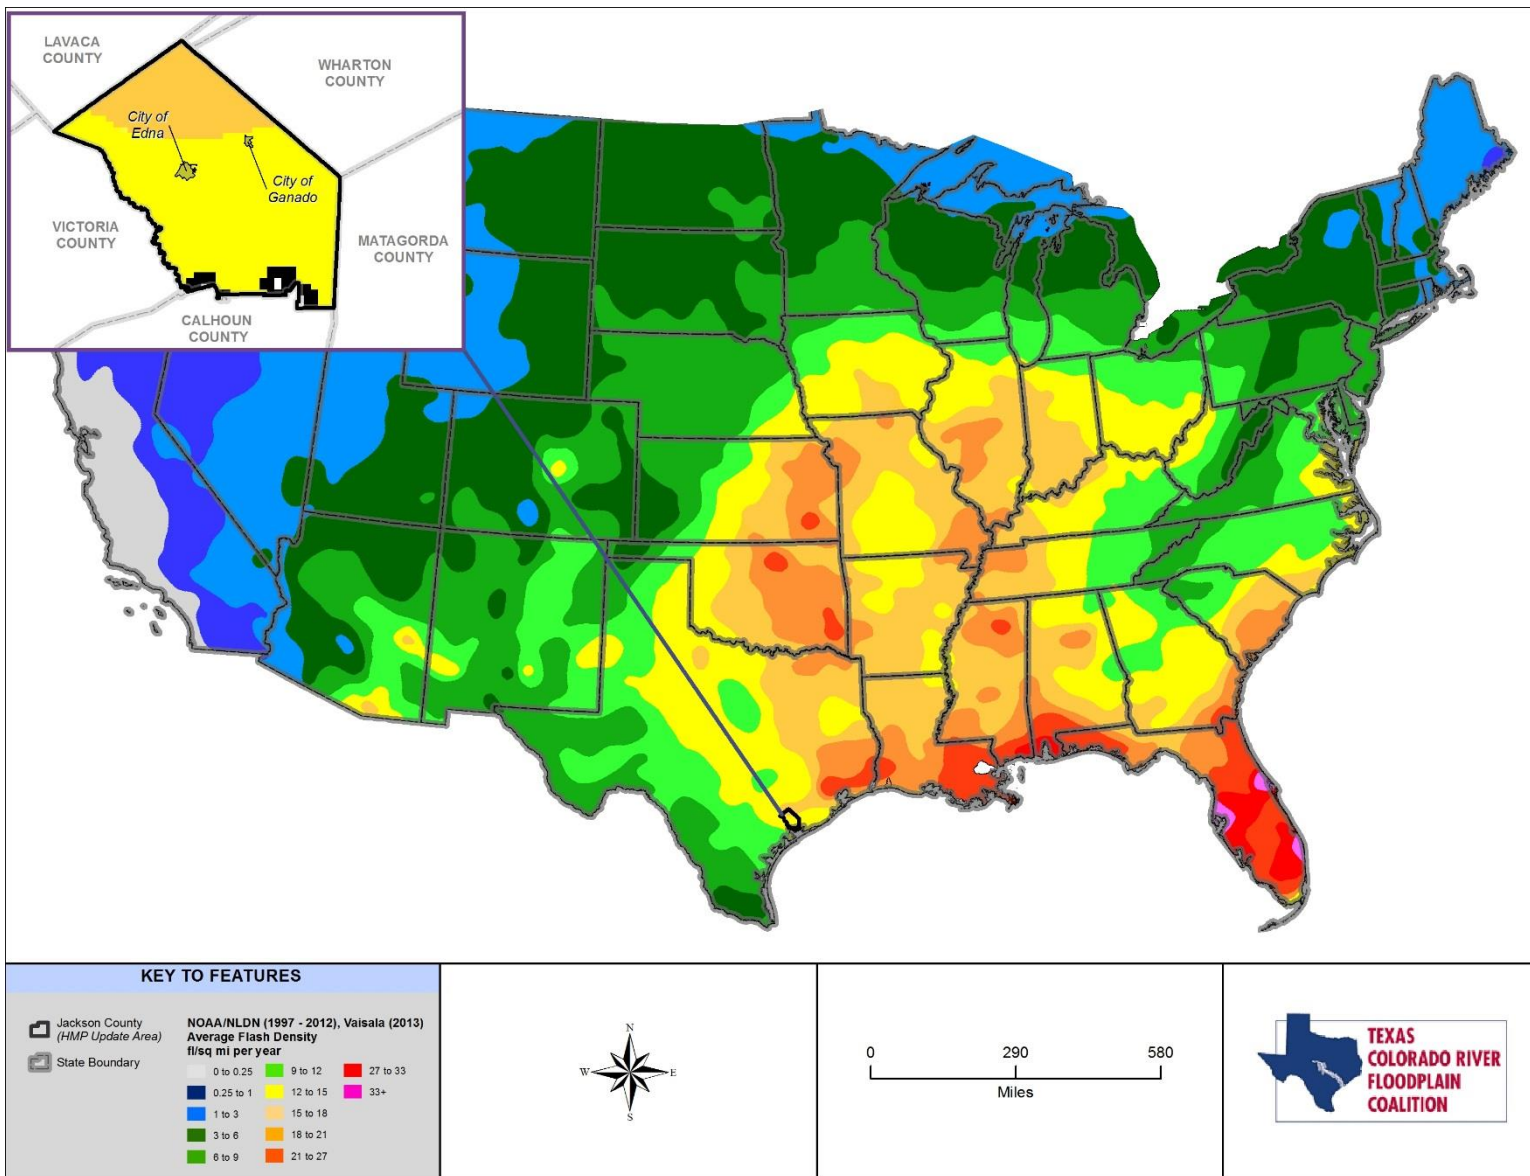 LAVACA
COUNTY
WHARTON
COUNTY
City of
Edna
City of
Ganado
VICTORIA
COUNTY
MATAGORDA
COUNTY
CALHOUN
COUNTY
KEY TO FEATURES
Jackson County
(HMP Update Area)
State Boundary
NOAA/NLDN (1997 - 2012), Vaisala (2013)
Average Flash Density
fl/sq mi per year
0 to 0.25
0.25 to 1
1 to 3
3 to 6
6 to 9
9 to 12
12 to 15
15 to 18
18 to 21
21 to 27
27 to 33
33+
N
W
E
S
0 290 580
Miles
TEXAS
COLORADO RIVER
FLOODPLAIN
COALITION